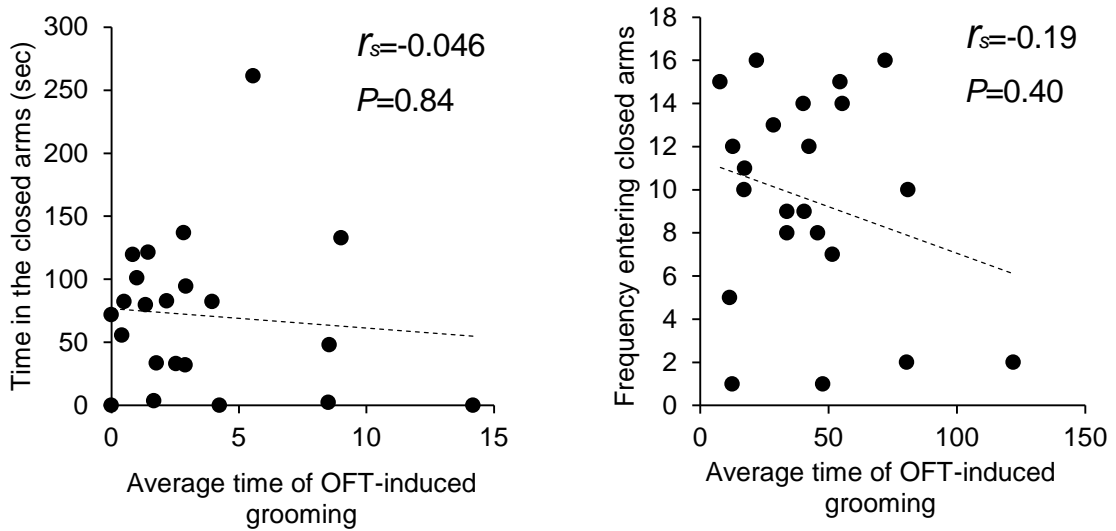 Time in the closed arms (sec)
300
250
200
150
100
50
0
rs=-0.046
P=0.84
0 5 10 15
Average time of OFT-induced
grooming
Frequency entering closed arms
18
16
14
12
10
8
6
4
2
0
rs=-0.19
P=0.40
0 50 100 150
Average time of OFT-induced
grooming